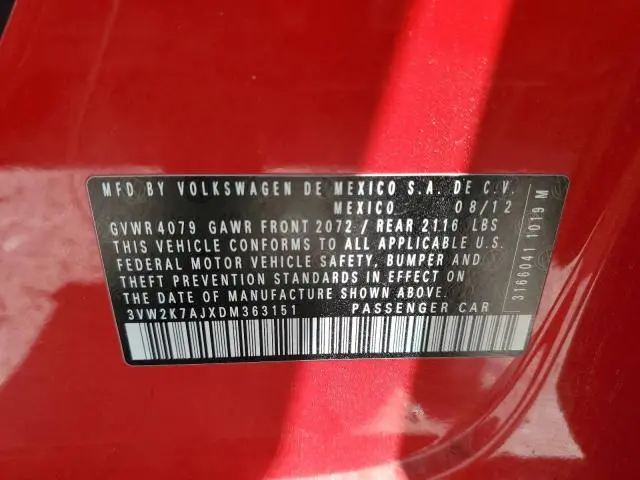 MFD BY VOLKSWAGEN DE MEXICO S.A. DE C.V.
MEXICO 08/12
GVWR 4079 GAWR FRONT 2072 / REAR 2116 LBS
THIS VEHICLE CONFORMS TO ALL APPLICABLE U.S.
FEDERAL MOTOR VEHICLE SAFETY, BUMPER AND
THEFT PREVENTION STANDARDS IN EFFECT ON
THE DATE OF MANUFACTURE SHOWN ABOVE
3VW2K7AJXDM363151 PASSENGER CAR
3166041 1019 M